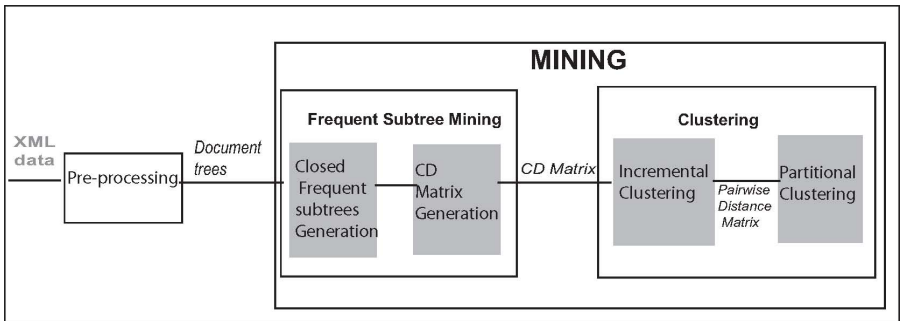 MINING
XML
data
Pre-processing
Document
trees
Frequent Subtree Mining
Closed
Frequent
subtrees
Generation
CD
Matrix
Generation
CD Matrix
Clustering
Incremental
Clustering
Pairwise
Distance
Matrix
Partitional
Clustering